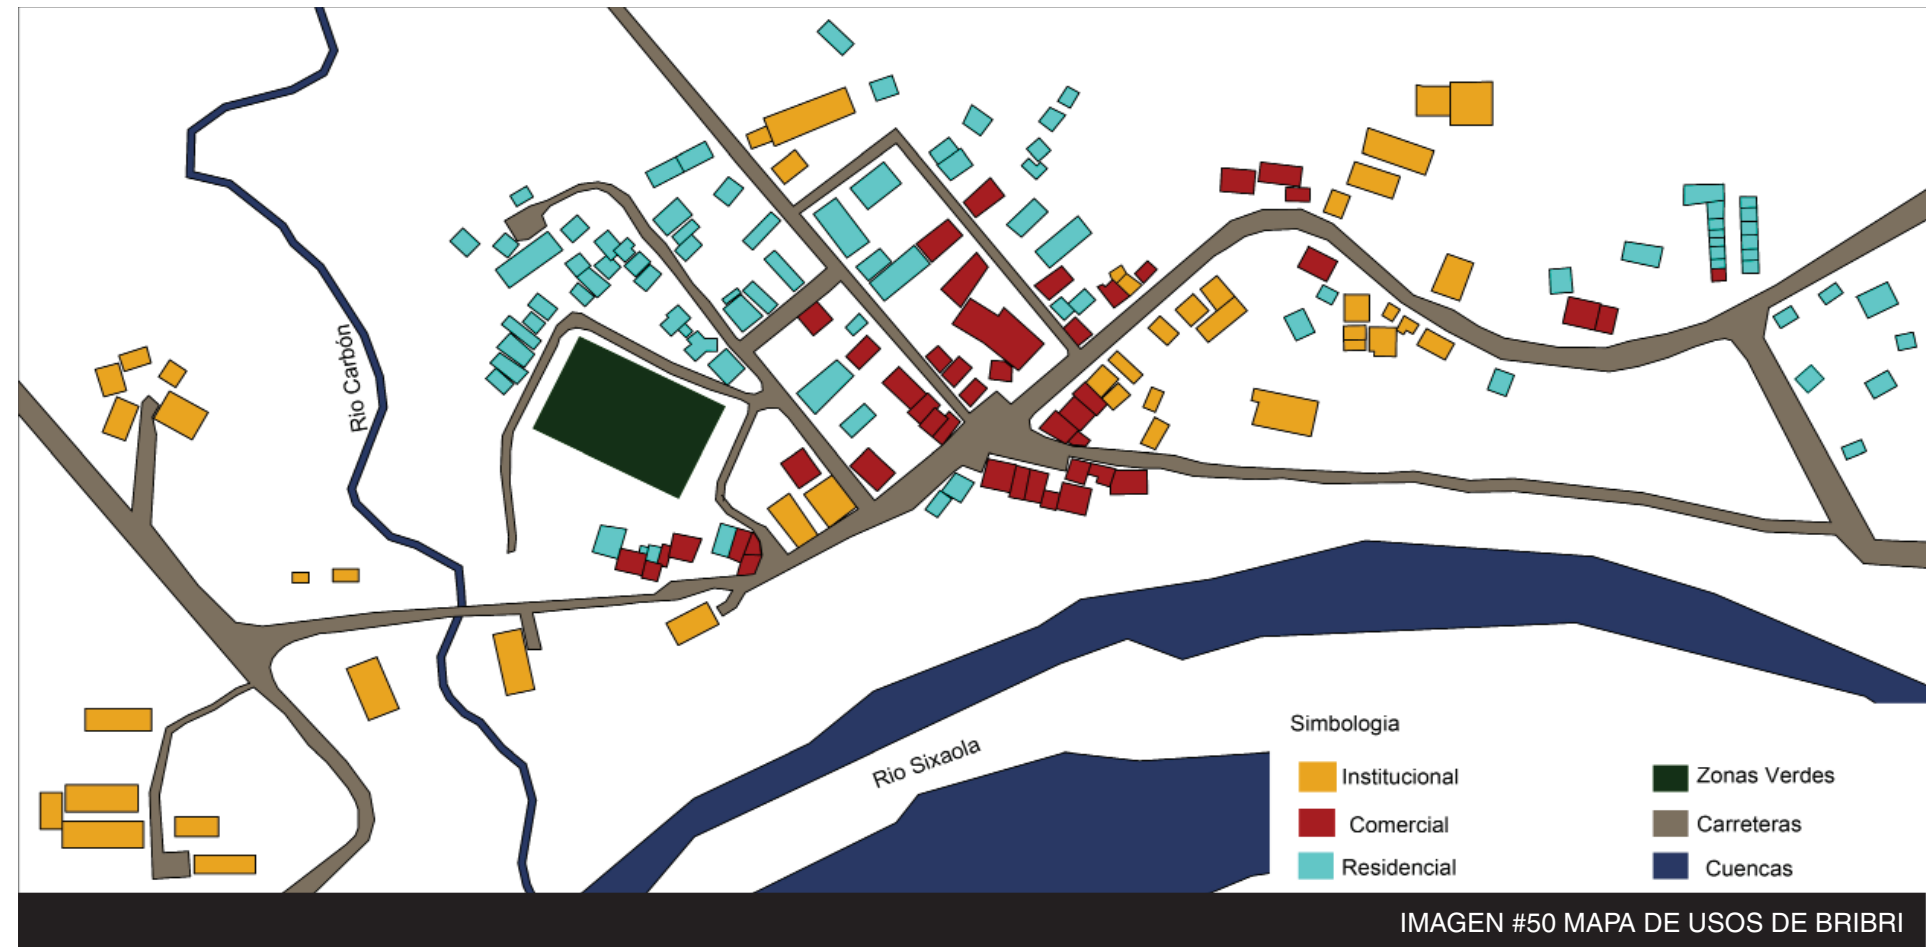 Rio Carbón
Rio Sixaola
Simbologia
Institucional
Comercial
Residencial
Zonas Verdes
Carreteras
Cuencas
IMAGEN #50 MAPA DE USOS DE BRIBRI